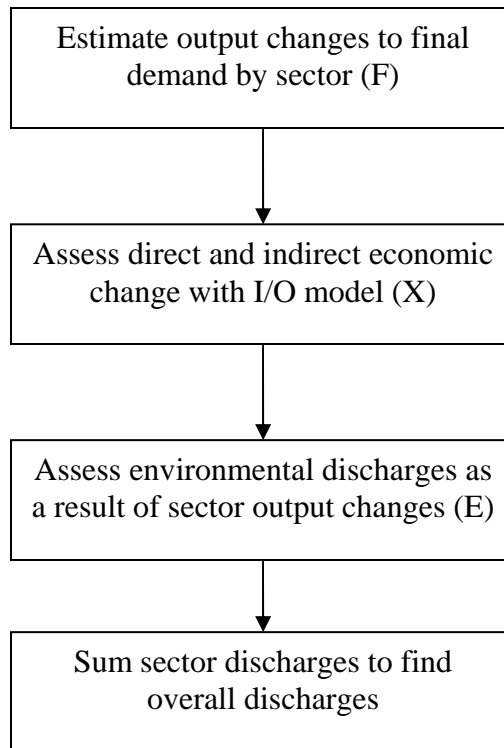 Estimate output changes to final
demand by sector (F)
Assess direct and indirect economic
change with I/O model (X)
Assess environmental discharges as
a result of sector output changes (E)
Sum sector discharges to find
overall discharges